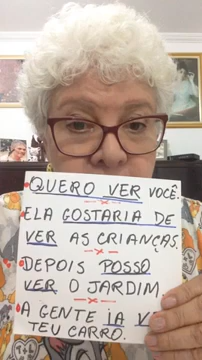 QUERO VER VOCÊ.
ELA GOSTARIA DE
VER AS CRIANÇAS.
DEPOIS POSSO
VER O JARDIM.
A GENTE IA
TEU CARRO.